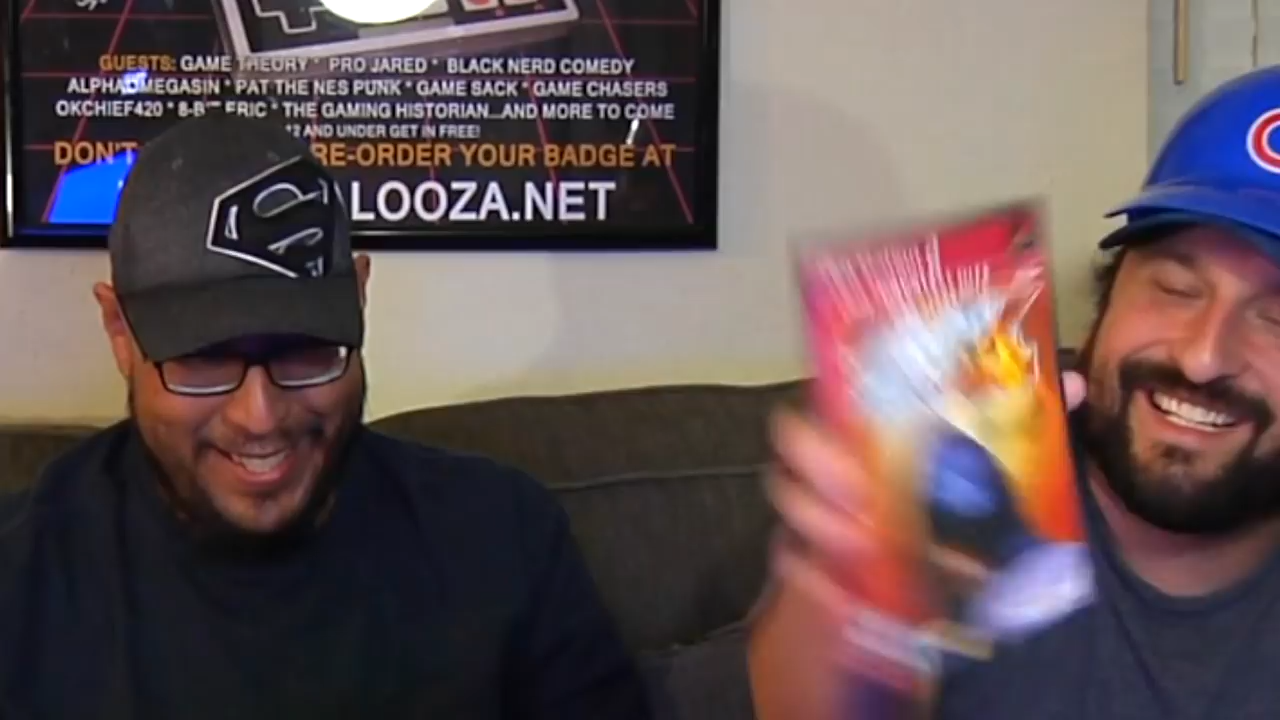 GUESTS: GAME THEORY * PRO JARED * BLACK NERD COMEDY
ALPHAOMEGASIN * PAT THE NES PUNK * GAME SACK * GAME CHASERS
OKCHIEF420 * 8-BIT ERIC * THE GAMING HISTORIAN...AND MORE TO COME
12 AND UNDER GET IN FREE!
DON'T RE-ORDER YOUR BADGE AT
LOOZA.NET
C